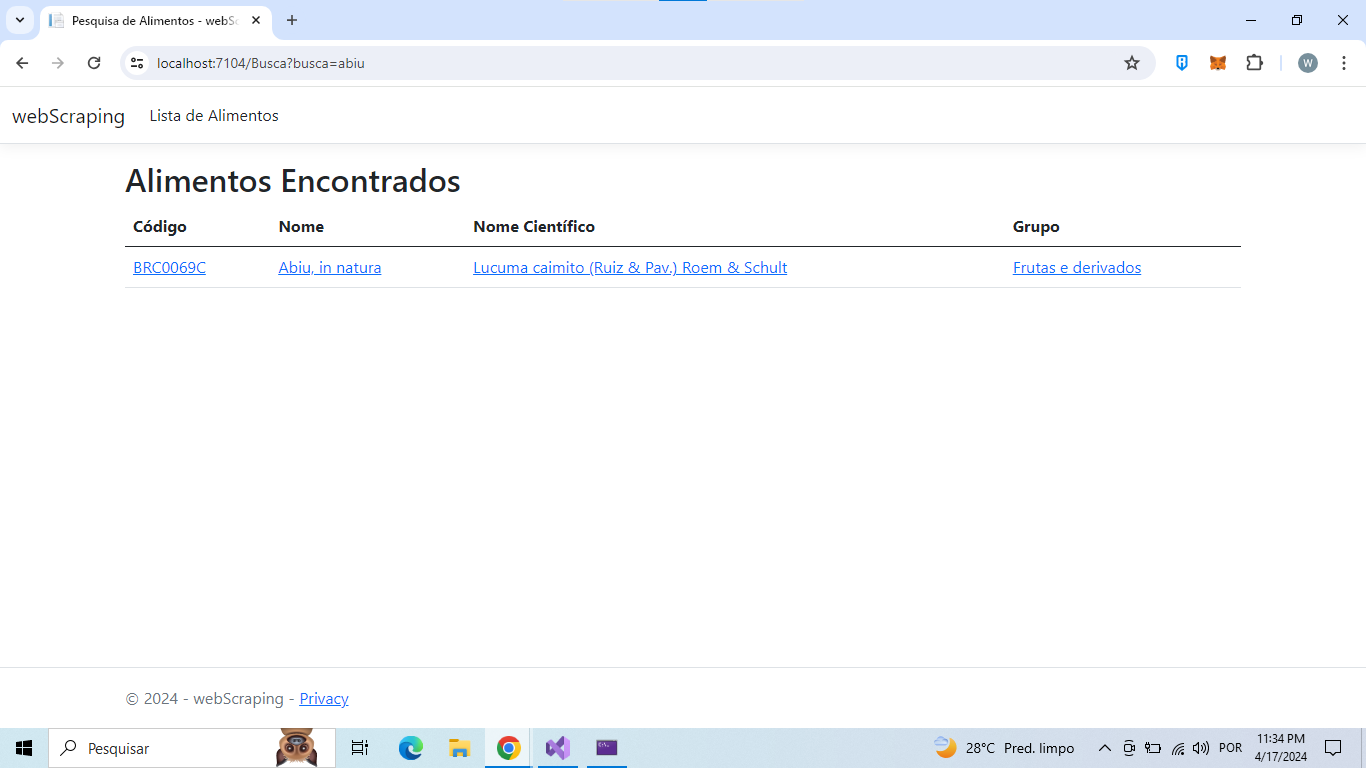 Pesquisa de Alimentos - webSc
localhost:7104/Busca?busca=abiu
W
webScraping Lista de Alimentos
Alimentos Encontrados
Código Nome Nome Científico Grupo
BRC0069C Abiu, in natura Lucuma caimito (Ruiz & Pav.) Roem & Schult Frutas e derivados
© 2024 - webScraping - Privacy
Pesquisar
28°C Pred. limpo
POR
11:34 PM
4/17/2024